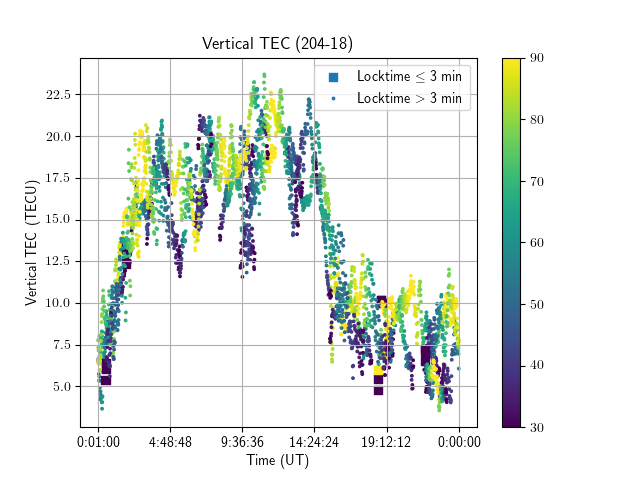 Vertical TEC (204-18)
Locktime ≤ 3 min
Locktime > 3 min
Vertical TEC (TECU)
22.5
20.0
17.5
15.0
12.5
10.0
7.5
5.0
0:01:00 4:48:48 9:36:36 14:24:24 19:12:12 0:00:00
Time (UT)
90
80
70
60
50
40
30